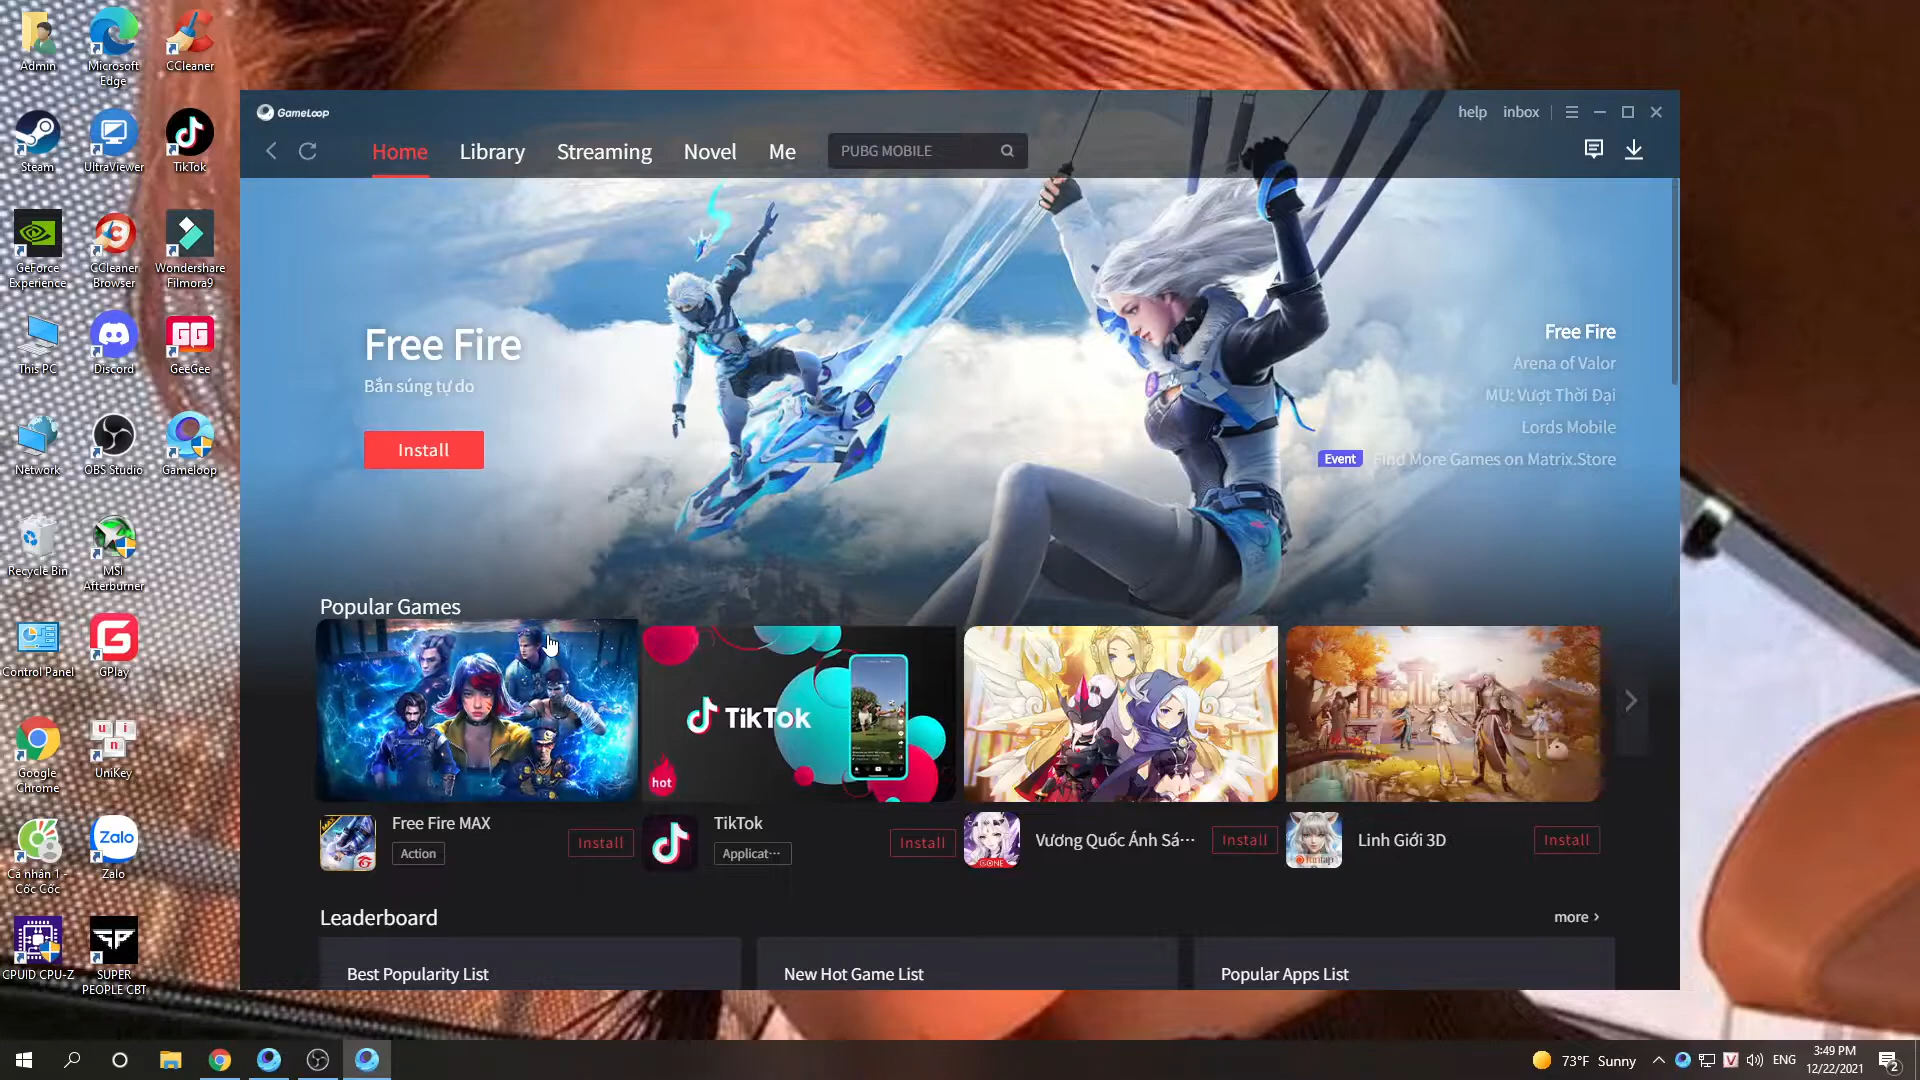 Admin
Microsoft
Edge
CCleaner
Steam
UltraViewer
TikTok
GeForce
Experience
CCleaner
Browser
Wondershare
Filmora9
This PC
Discord
GeeGee
Network
OBS Studio
Gameloop
Recycle Bin
MSI
Afterburner
Control Panel
GPlay
Google
Chrome
UniKey
Cá nhân 1 -
Cốc Cốc
Zalo
Zalo
CPUID CPU-Z
SUPER
PEOPLE CBT
GameLoop
help
inbox
Home
Library
Streaming
Novel
Me
PUBG MOBILE
Free Fire
Bắn súng tự do
Install
Free Fire
Arena of Valor
MU: Vượt Thời Đại
Lords Mobile
Event
Find More Games on Matrix.Store
Popular Games
TikTok
hot
Free Fire MAX
Action
Install
TikTok
Applicat···
Install
GZONE
Vương Quốc Ánh Sá···
Install
funtap
Linh Giới 3D
Install
Leaderboard
more ›
Best Popularity List
New Hot Game List
Popular Apps List
73°F Sunny
V
ENG
3:49 PM
12/22/2021
2